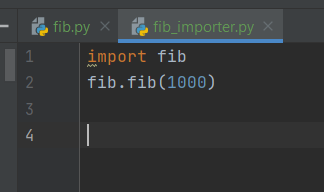 fib.py fib_importer.py
1 import fib
2 fib.fib(1000)
3
4